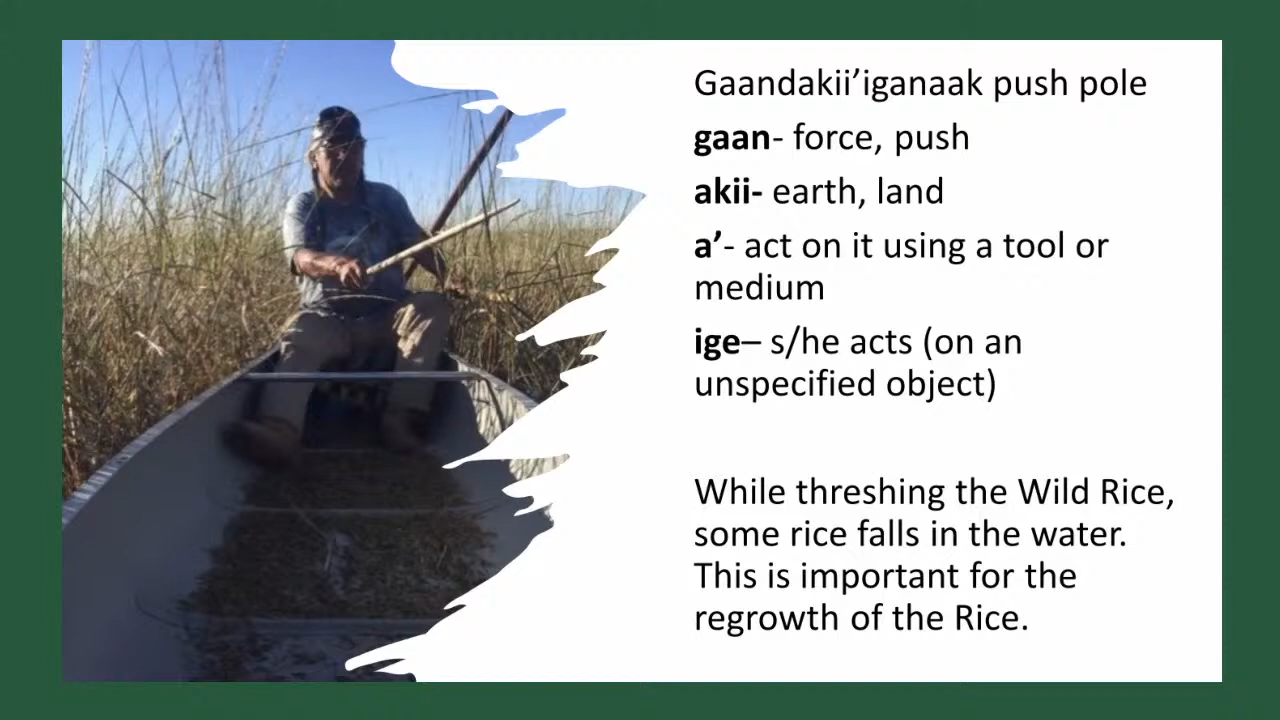 Gaandakii’iganaak push pole
gaan- force, push
akii- earth, land
a’- act on it using a tool or
medium
ige– s/he acts (on an
unspecified object)
While threshing the Wild Rice,
some rice falls in the water.
This is important for the
regrowth of the Rice.